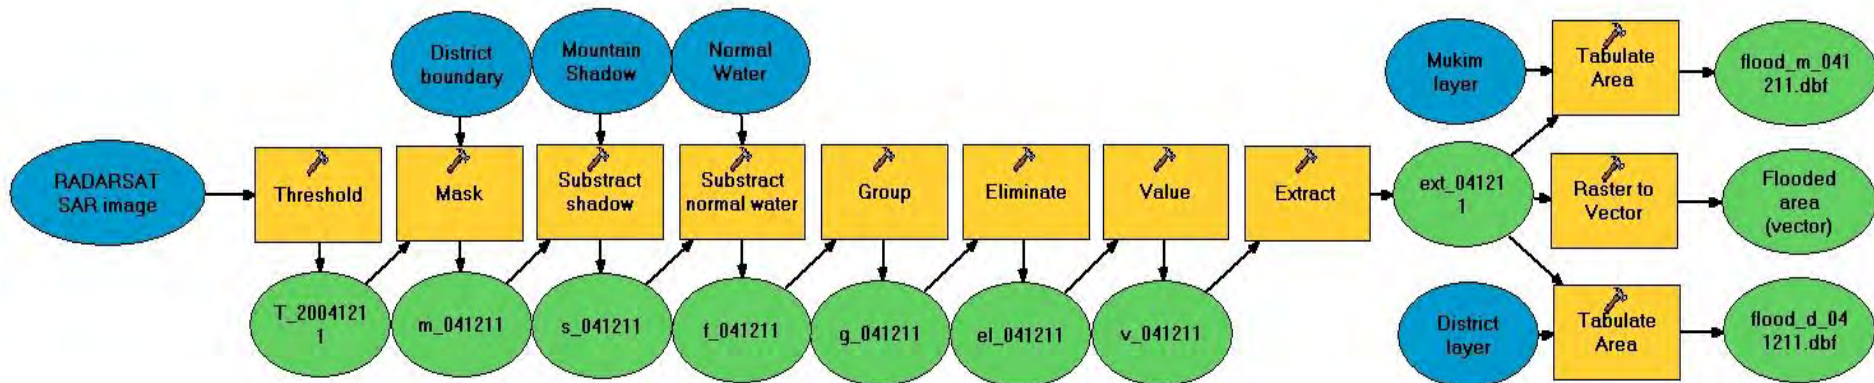 District
boundary
Mountain
Shadow
Normal
Water
Mukim
layer
Tabulate
Area
flood_m_041
211.dbf
RADARSAT
SAR image
Threshold
Mask
Substract
shadow
Substract
normal water
Group
Eliminate
Value
Extract
ext_04121
1
Raster to
Vector
Flooded
area
(vector)
T_2004121
1
m_041211
s_041211
f_041211
g_041211
el_041211
v_041211
District
layer
Tabulate
Area
flood_d_04
1211.dbf